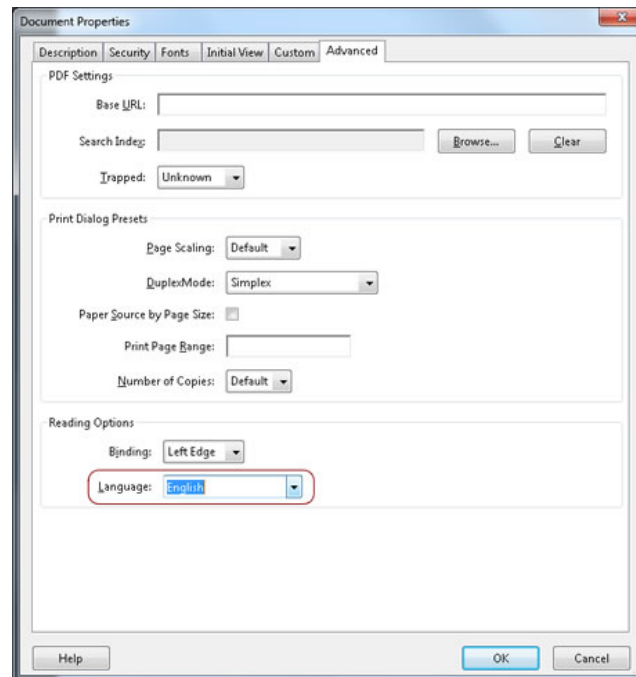 Document Properties
Description Security Fonts Initial View Custom Advanced
PDF Settings
Base URL:
Search Index: Browse... Clear
Trapped: Unknown
Print Dialog Presets
Page Scaling: Default
DuplexMode: Simplex
Paper Source by Page Size:
Print Page Range:
Number of Copies: Default
Reading Options
Binding: Left Edge
Language: English
Help OK Cancel